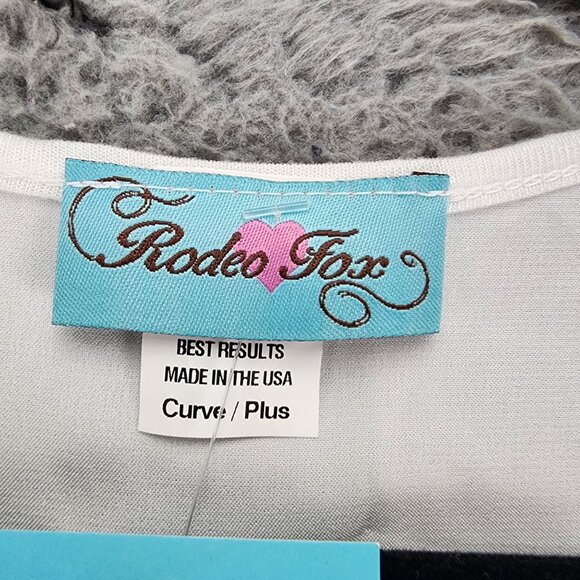 Rodeo Fox
BEST RESULTS
MADE IN THE USA
Curve / Plus